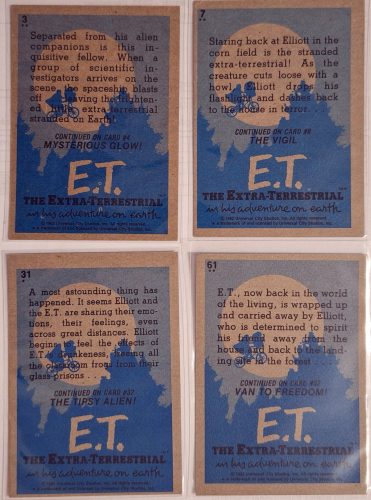 3
Separated from his alien
companions is this in-
quisitive fellow. When a
group of scientific in-
vestigators arrives on the
scene, the spaceship blasts
off leaving the frighten-
ed little extra-terrestrial
stranded on Earth!
CONTINUED ON CARD #4
MYSTERIOUS GLOW!
E.T.
THE EXTRA-TERRESTRIAL
in his adventure on earth
7
Staring back at Elliott in the
corn field is the stranded
extra-terrestrial! As the
creature cuts loose with a
howl, Elliott drops his
flashlight and dashes back
to the house in terror . . .
CONTINUED ON CARD #8
THE VIGIL
E.T.
THE EXTRA-TERRESTRIAL
in his adventure on earth
31
A most astounding thing has
happened. It seems Elliott and
the E.T. are sharing their emo-
tions, their feelings, even
across great distances. Elliott
begins to feel the effects of
E.T.'s drunkeness, freeing all
the glassroom frogs from their
glass prisons . . .
CONTINUED ON CARD #32
THE TIPSY ALIEN!
E.T.
THE EXTRA-TERRESTRIAL
in his adventure on earth
61
E.T., now back in the world
of the living, is wrapped up
and carried away by Elliott,
who is determined to spirit
his friend away from the
house and back to the land-
ing site in the forest . . .
CONTINUED ON CARD #62
VAN TO FREEDOM!
E.T.
THE EXTRA-TERRESTRIAL
in his adventure on earth